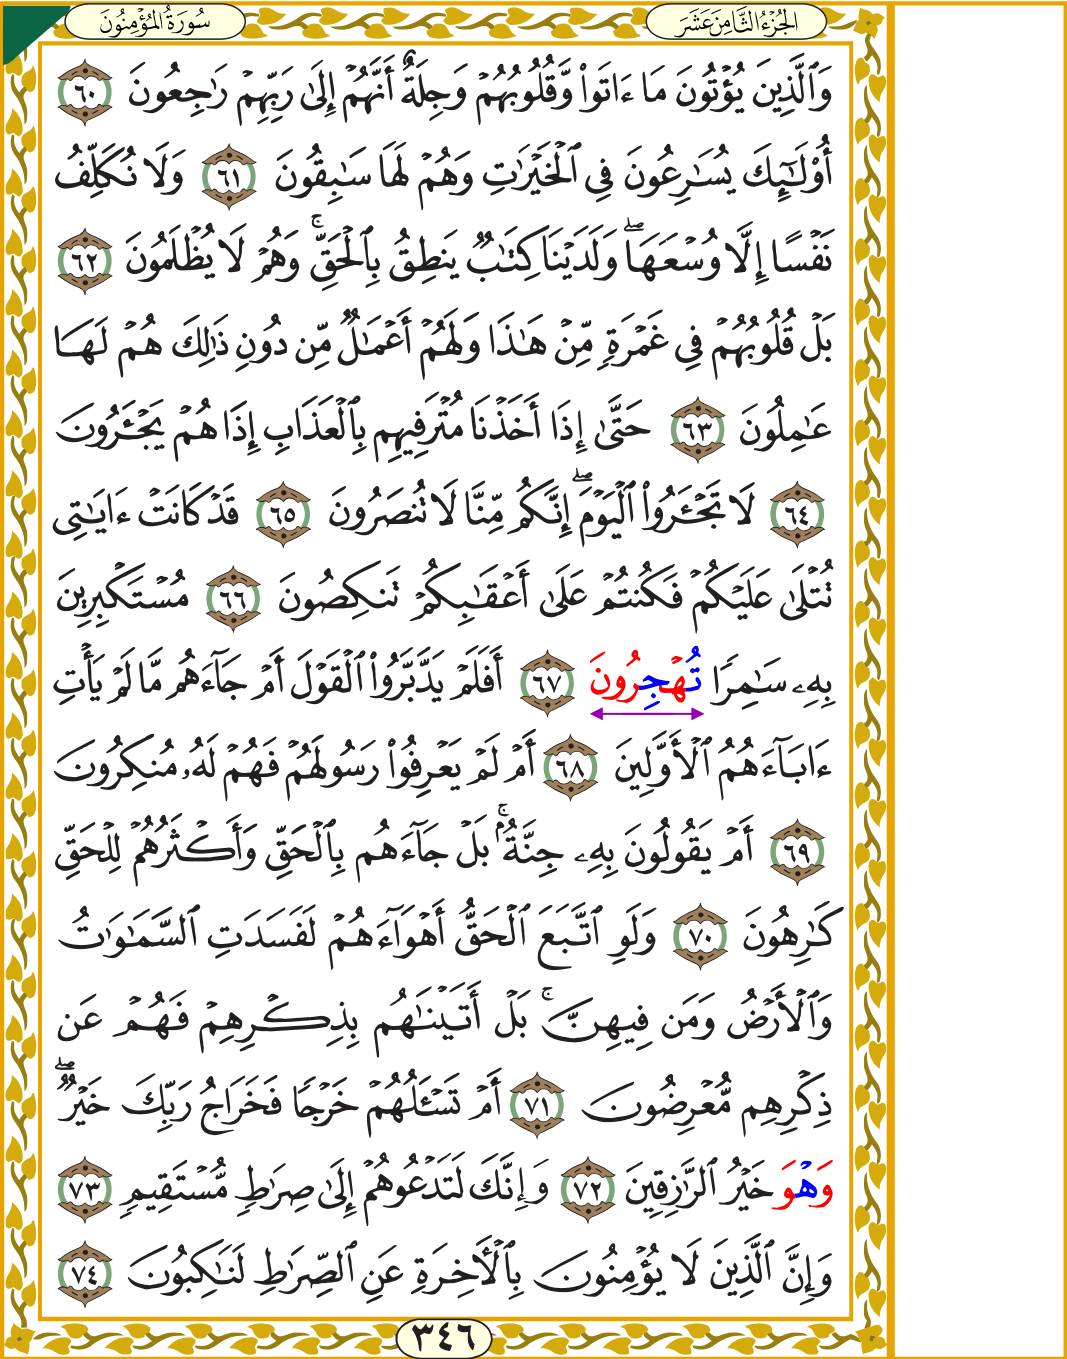 الجُزْءُ الثَّامِنَ عَشَرَ
سُورَةُ المُؤْمِنُونَ
وَٱلَّذِينَ يُؤْتُونَ مَا ءَاتَوا۟ وَّقُلُوبُهُمْ وَجِلَةٌ أَنَّهُمْ إِلَىٰ رَبِّهِمْ رَٰجِعُونَ ٦٠
أُو۟لَٰٓئِكَ يُسَٰرِعُونَ فِي ٱلْخَيْرَٰتِ وَهُمْ لَهَا سَٰبِقُونَ ٦١ وَلَا نُكَلِّفُ
نَفْسًا إِلَّا وُسْعَهَا ۖ وَلَدَيْنَا كِتَٰبٌ يَنطِقُ بِٱلْحَقِّ ۚ وَهُمْ لَا يُظْلَمُونَ ٦٢
بَلْ قُلُوبُهُمْ فِي غَمْرَةٍ مِّنْ هَٰذَا وَلَهُمْ أَعْمَٰلٌ مِّن دُونِ ذَٰلِكَ هُمْ لَهَا
عَٰمِلُونَ ٦٣ حَتَّىٰٓ إِذَا أَخَذْنَا مُتْرَفِيهِم بِٱلْعَذَابِ إِذَا هُمْ يَجْـَٔرُونَ
٦٤ لَا تَجْـَٔرُوا۟ ٱلْيَوْمَ ۖ إِنَّكُم مِّنَّا لَا تُنصَرُونَ ٦٥ قَدْ كَانَتْ ءَايَٰتِي
تُتْلَىٰ عَلَيْكُمْ فَكُنتُمْ عَلَىٰ أَعْقَٰبِكُمْ تَنكِصُونَ ٦٦ مُسْتَكْبِرِينَ
بِهِۦ سَٰمِرًا تُهْجِرُونَ ٦٧ أَفَلَمْ يَدَّبَّرُوا۟ ٱلْقَوْلَ أَمْ جَآءَهُم مَّا لَمْ يَأْتِ
ءَابَآءَهُمُ ٱلْأَوَّلِينَ ٦٨ أَمْ لَمْ يَعْرِفُوا۟ رَسُولَهُمْ فَهُمْ لَهُۥ مُنكِرُونَ
٦٩ أَمْ يَقُولُونَ بِهِۦ جِنَّةٌۢ ۚ بَلْ جَآءَهُم بِٱلْحَقِّ وَأَكْثَرُهُمْ لِلْحَقِّ
كَٰرِهُونَ ٧٠ وَلَوِ ٱتَّبَعَ ٱلْحَقُّ أَهْوَآءَهُمْ لَفَسَدَتِ ٱلسَّمَٰوَٰتُ
وَٱلْأَرْضُ وَمَن فِيهِنَّ ۚ بَلْ أَتَيْنَٰهُم بِذِكْرِهِمْ فَهُمْ عَن
ذِكْرِهِم مُّعْرِضُونَ ٧١ أَمْ تَسْـَٔلُهُمْ خَرْجًا فَخَرَاجُ رَبِّكَ خَيْرٌ ۖ
وَهْوَ خَيْرُ ٱلرَّٰزِقِينَ ٧٢ وَإِنَّكَ لَتَدْعُوهُمْ إِلَىٰ صِرَٰطٍ مُّسْتَقِيمٍ ٧٣
وَإِنَّ ٱلَّذِينَ لَا يُؤْمِنُونَ بِٱلْأَخِرَةِ عَنِ ٱلصِّرَٰطِ لَنَٰكِبُونَ ٧٤
٣٤٦